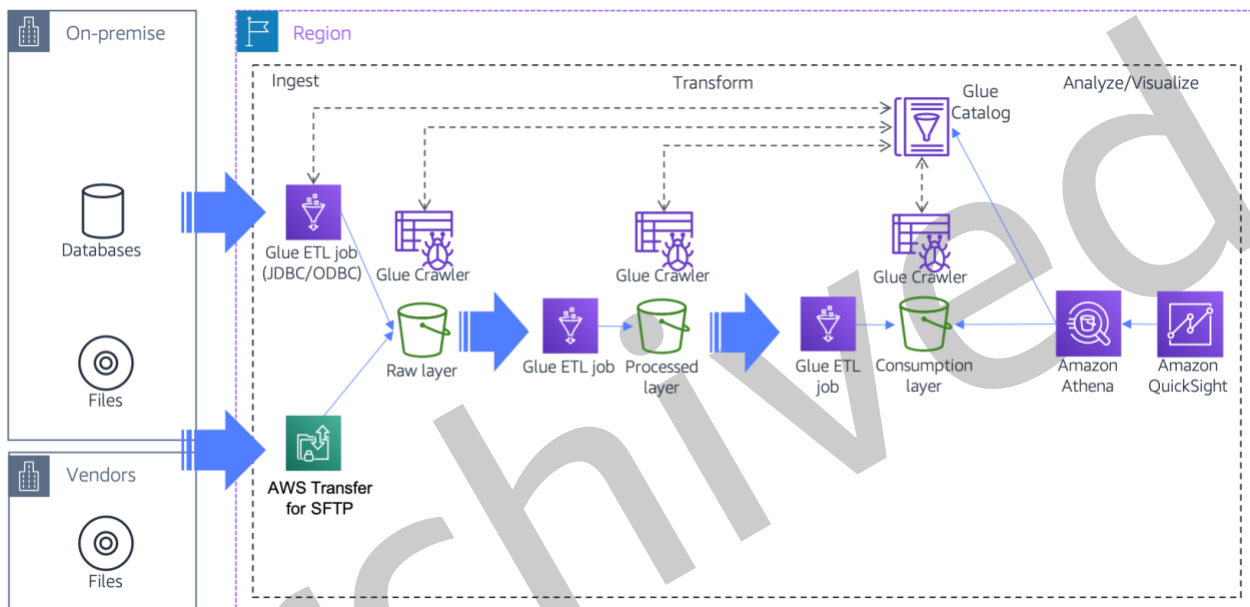 On-premise
Region
Ingest
Transform
Analyze/Visualize
Glue
Catalog
Databases
Glue ETL job
(JDBC/ODBC)
Glue Crawler
Glue Crawler
Glue Crawler
Files
Raw layer
Glue ETL job
Processed
layer
Glue ETL
job
Consumption
layer
Amazon
Athena
Amazon
QuickSight
Vendors
AWS Transfer
for SFTP
Files
chived